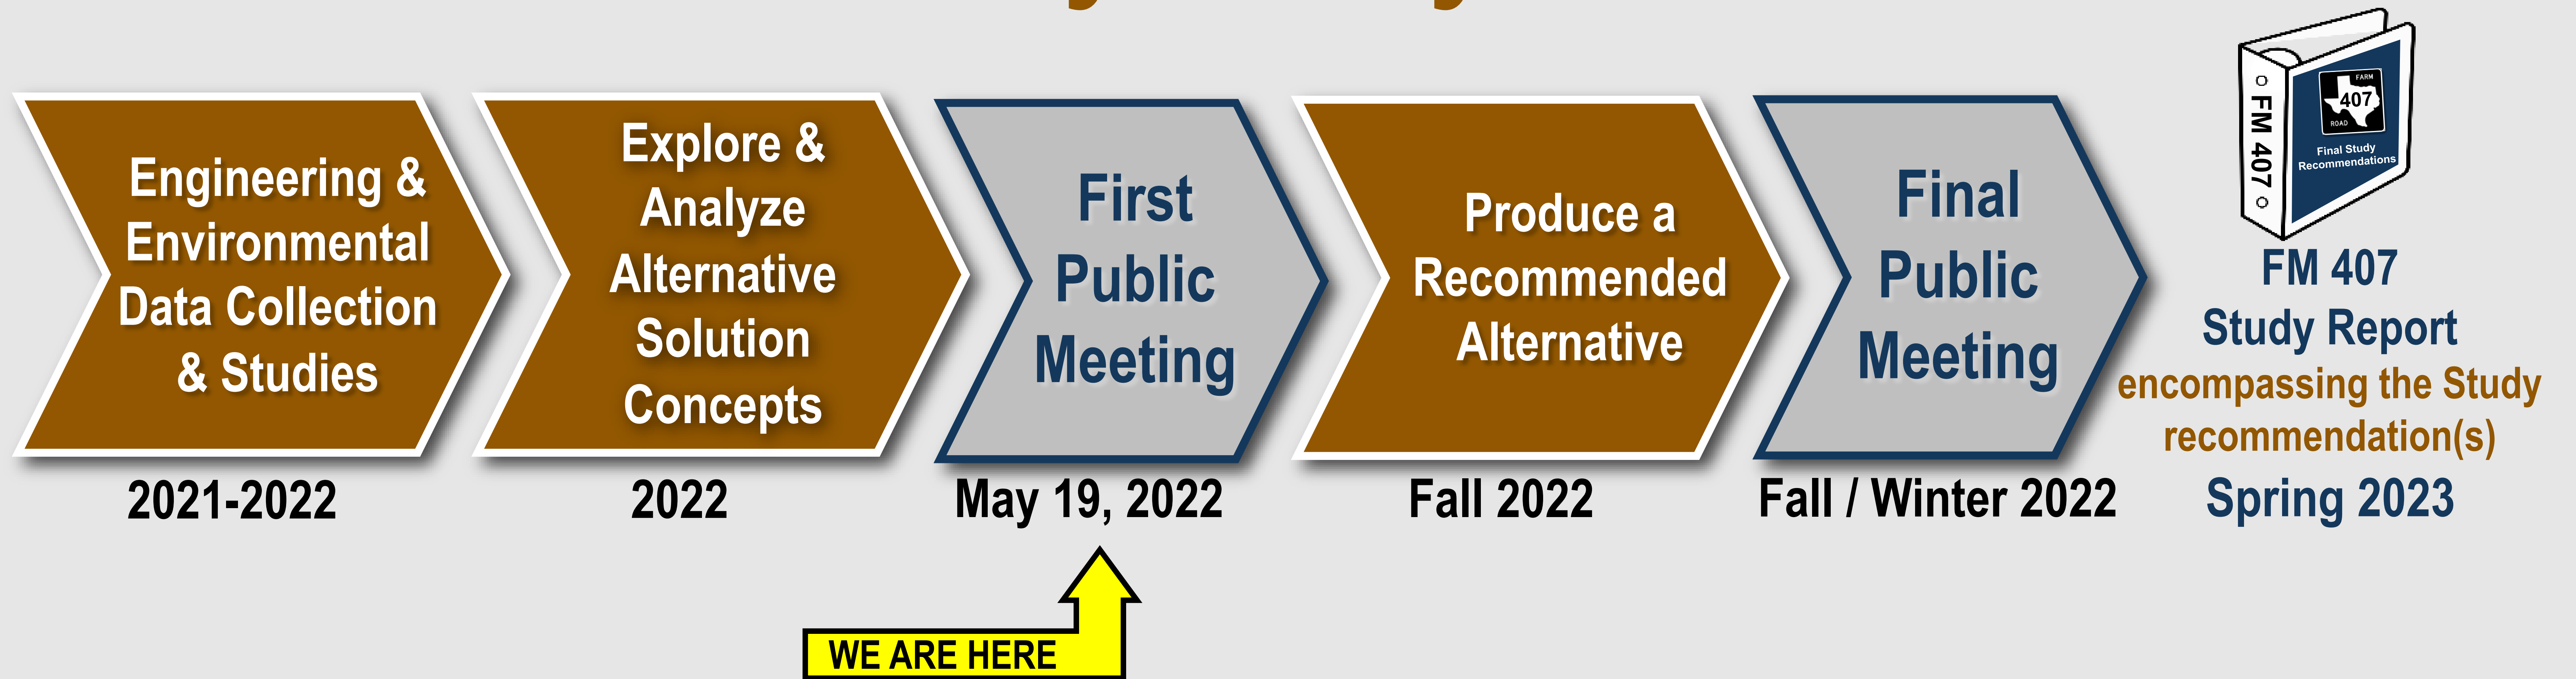 Engineering &
Environmental
Data Collection
& Studies
2021-2022
Explore &
Analyze
Alternative
Solution
Concepts
2022
First
Public
Meeting
May 19, 2022
Produce a
Recommended
Alternative
Fall 2022
Final
Public
Meeting
Fall / Winter 2022
FM 407
FARM
407
ROAD
Final Study
Recommendations
FM 407
Study Report
encompassing the Study
recommendation(s)
Spring 2023
WE ARE HERE